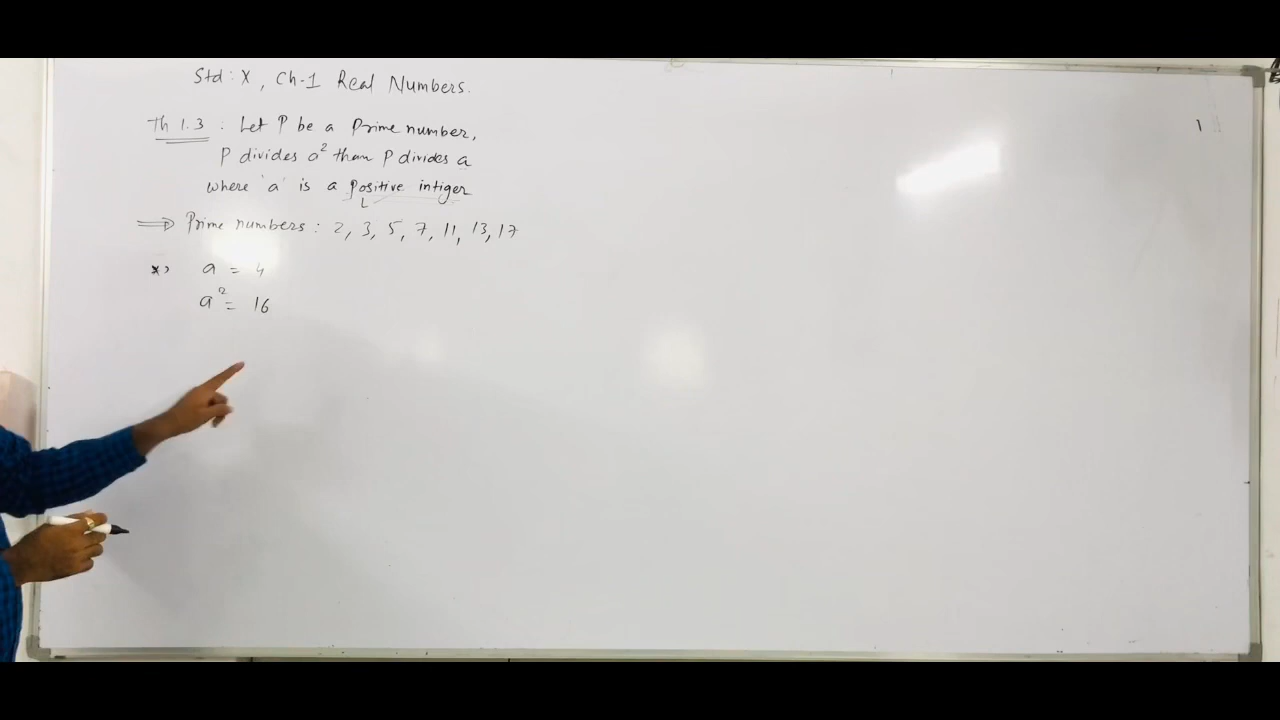 Std : X , Ch-1 Real Numbers.
Th 1.3 : Let P be a Prime number,
P divides a² than P divides a
where 'a' is a positive intiger
⇒ Prime numbers : 2, 3, 5, 7, 11, 13, 17
a = 4
a² = 16
1